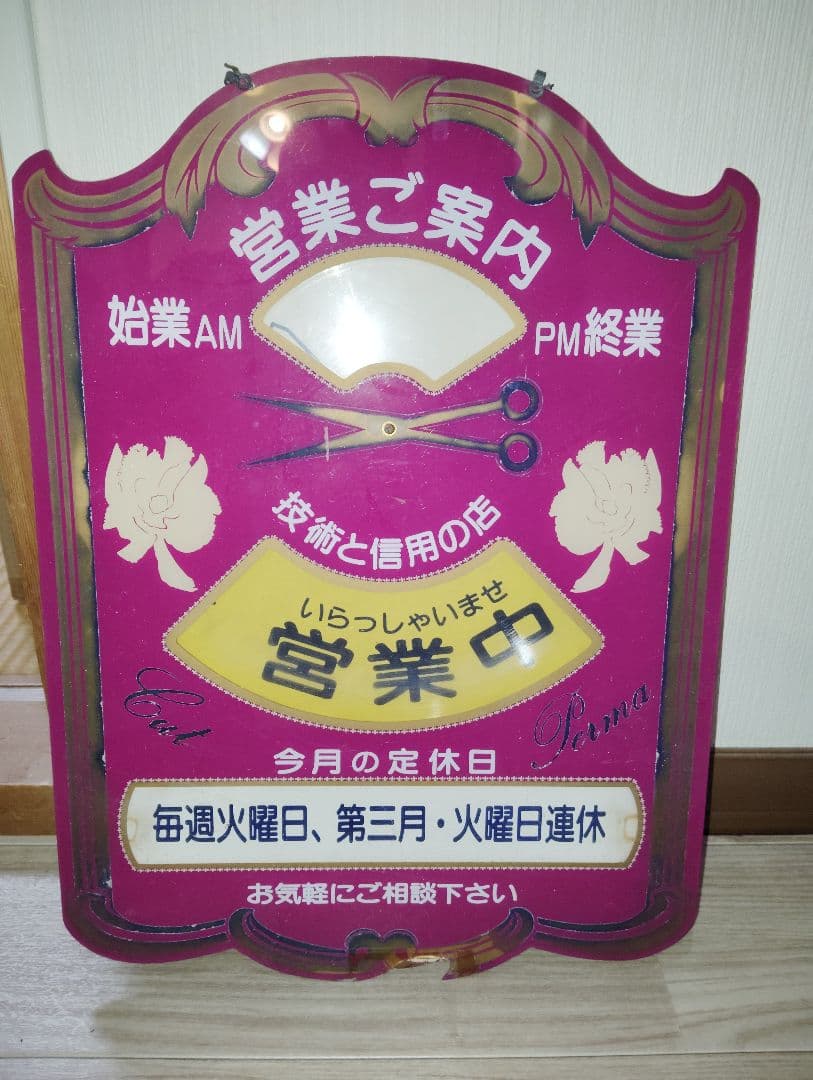 営業ご案内
始業AM
PM終業
技術と信用の店
いらっしゃいませ
営業中
Cut
Perma
今月の定休日
毎週火曜日、第三月・火曜日連休
お気軽にご相談下さい